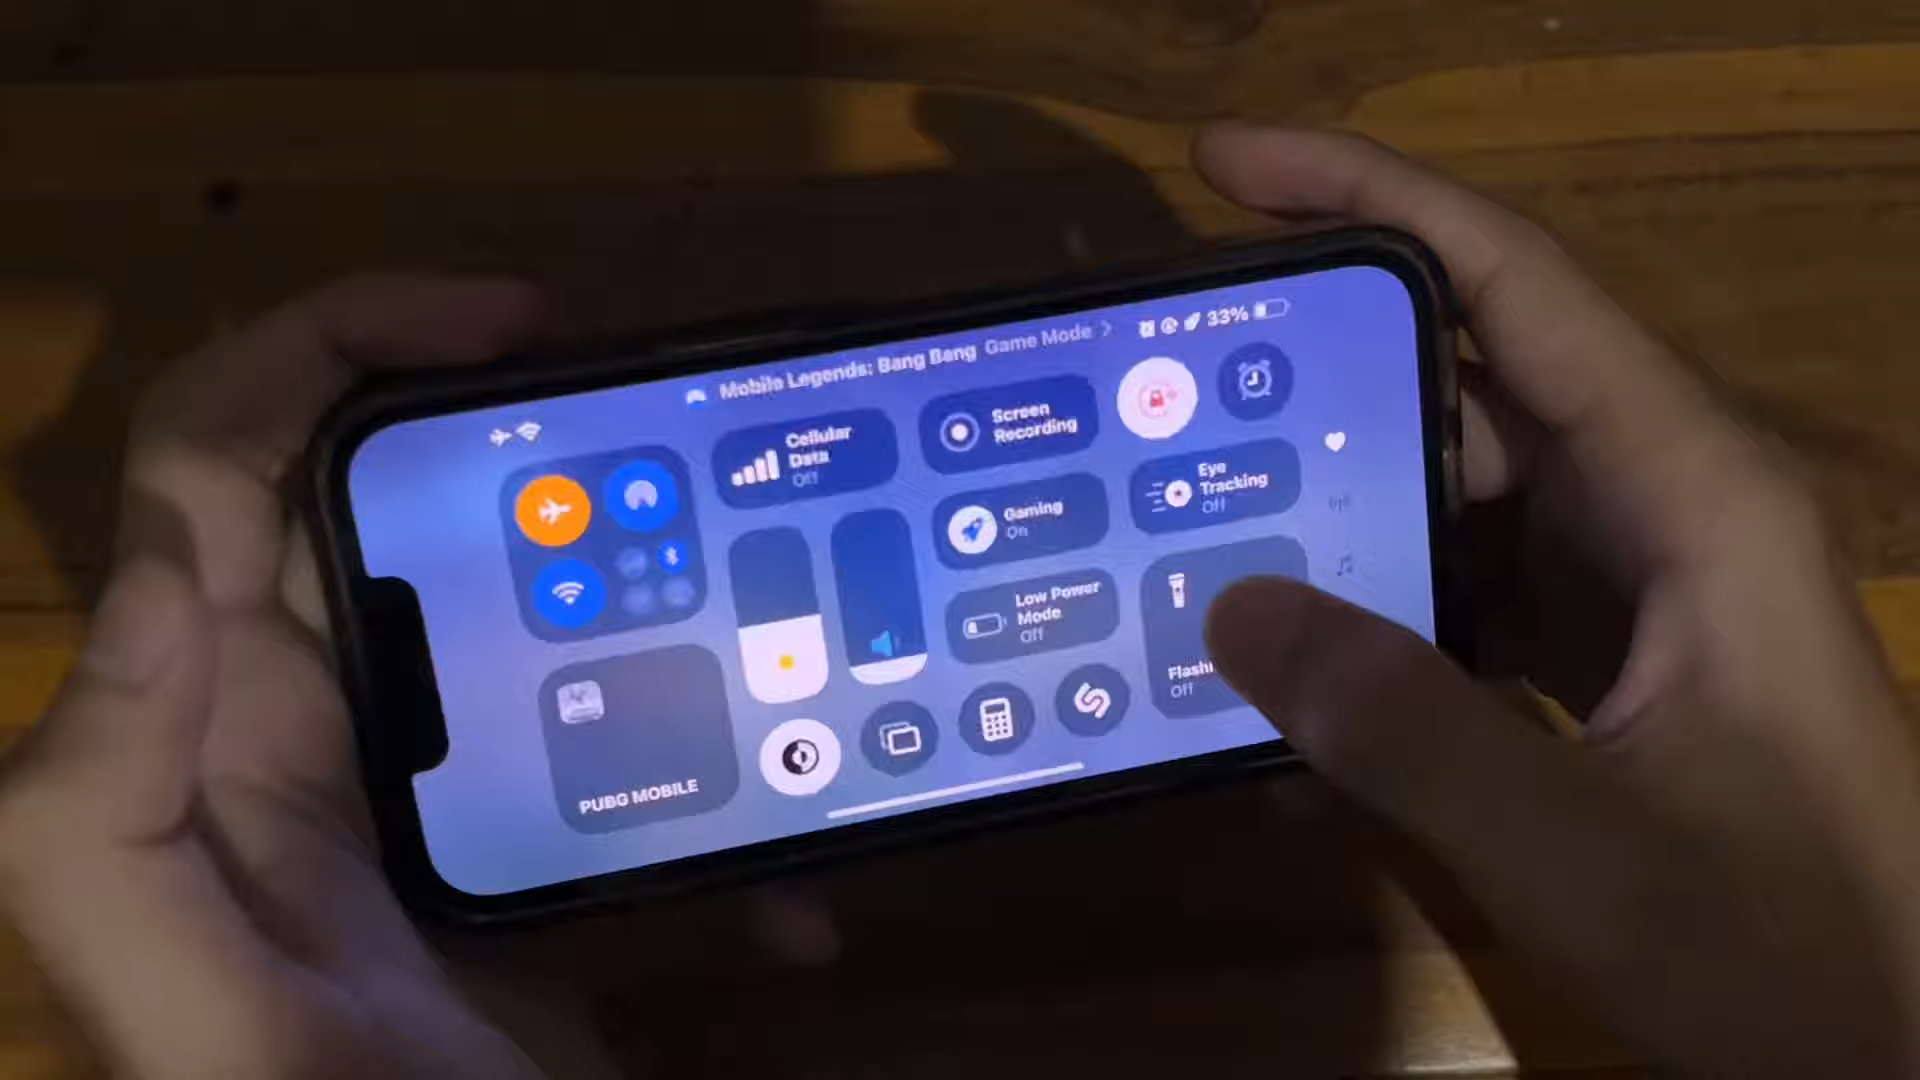 Mobile Legends: Bang Bang Game Mode
33%
Cellular
Data
Off
Screen
Recording
Gaming
On
Eye
Tracking
Off
Low Power
Mode
Off
Off
PUBG MOBILE